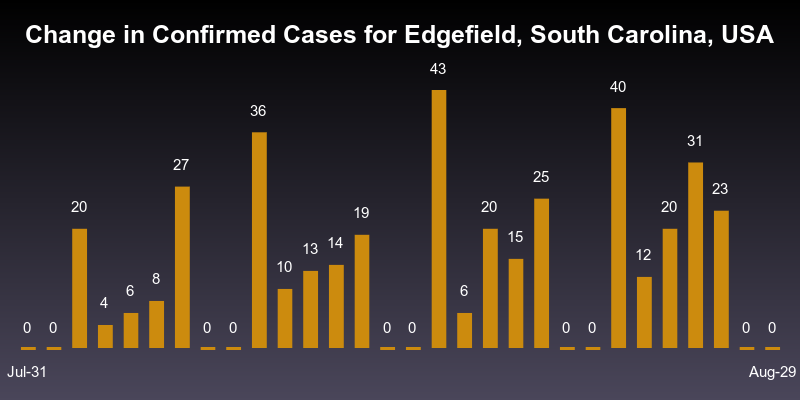 Change in Confirmed Cases for Edgefield, South Carolina, USA
0 0 20 4 6 8 27 0 0 36 10 13 14 19 0 0 43 6 20 15 25 0 0 40 12 20 31 23 0 0
Jul-31 Aug-29